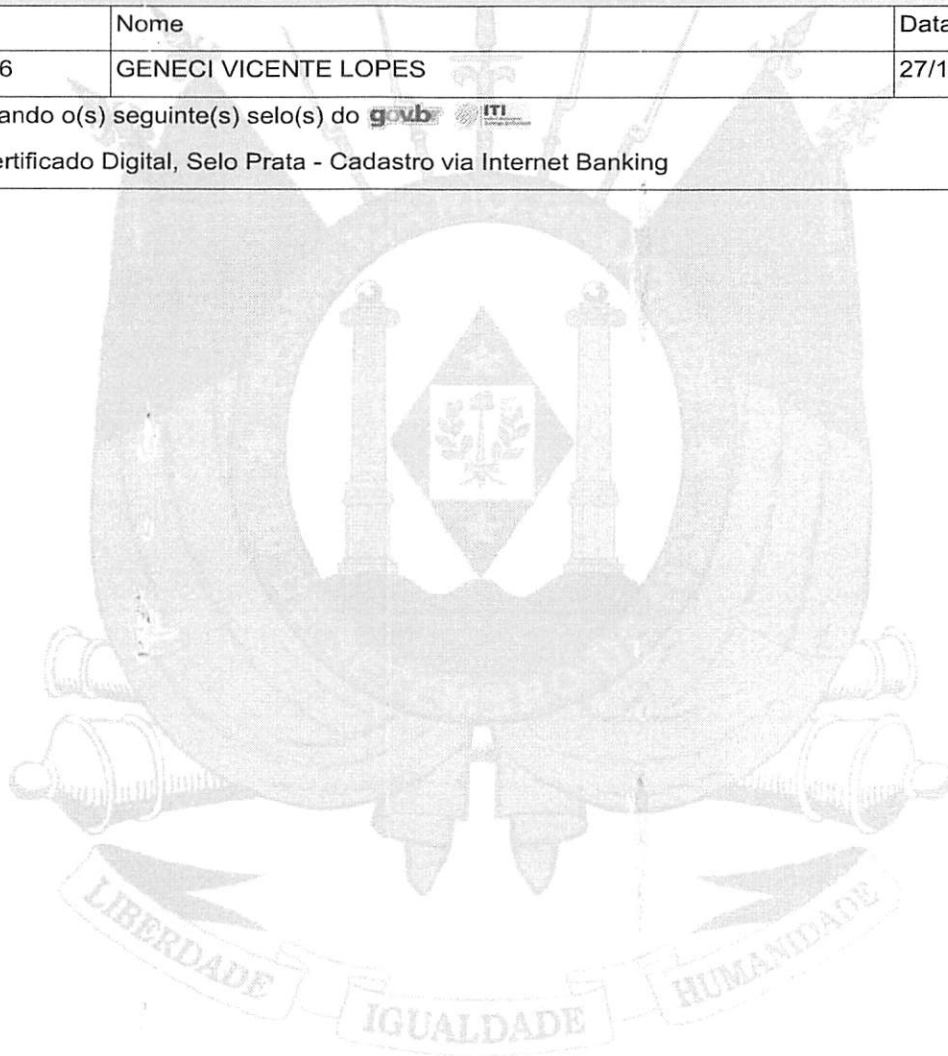 Nome Data
6 GENECI VICENTE LOPES 27/1
ando o(s) seguinte(s) selo(s) do gov.br ITI
ertificado Digital, Selo Prata - Cadastro via Internet Banking
LIBERDADE
IGUALDADE
HUMANIDADE